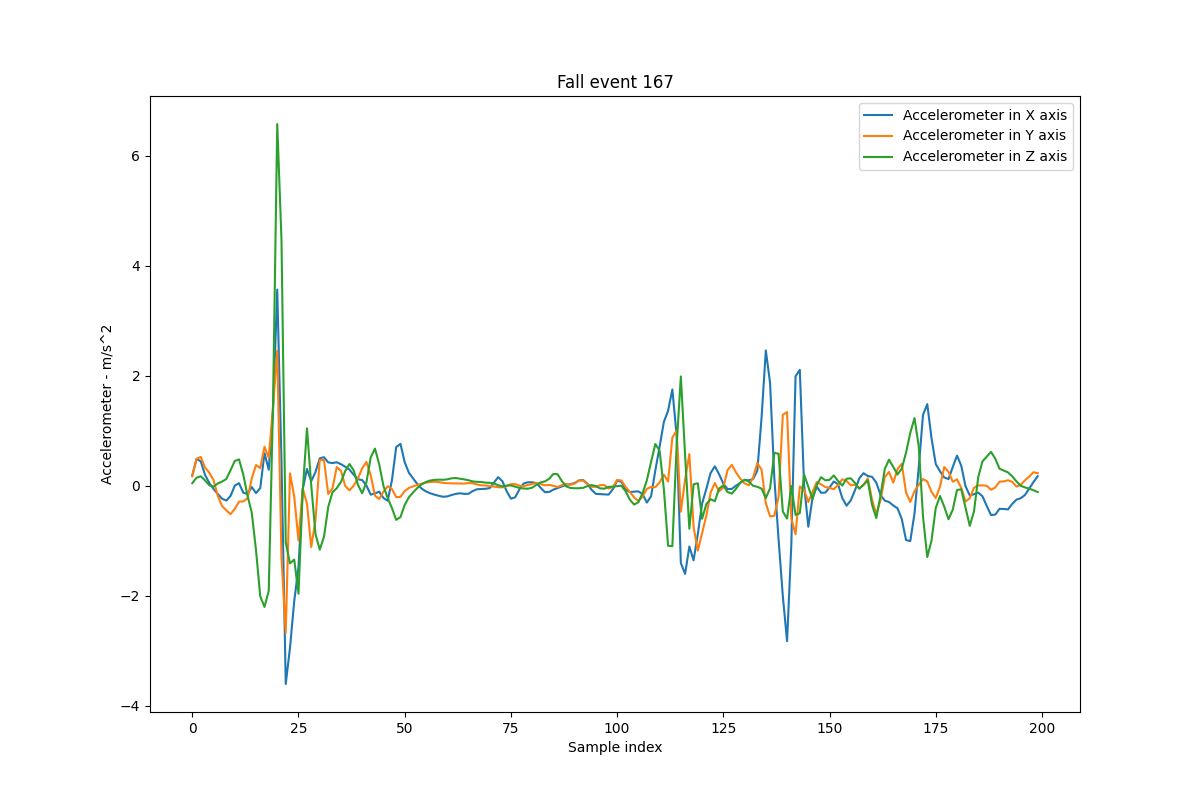 Fall event 167
Accelerometer in X axis
Accelerometer in Y axis
Accelerometer in Z axis
Accelerometer - m/s^2
6
4
2
0
−2
−4
0 25 50 75 100 125 150 175 200
Sample index